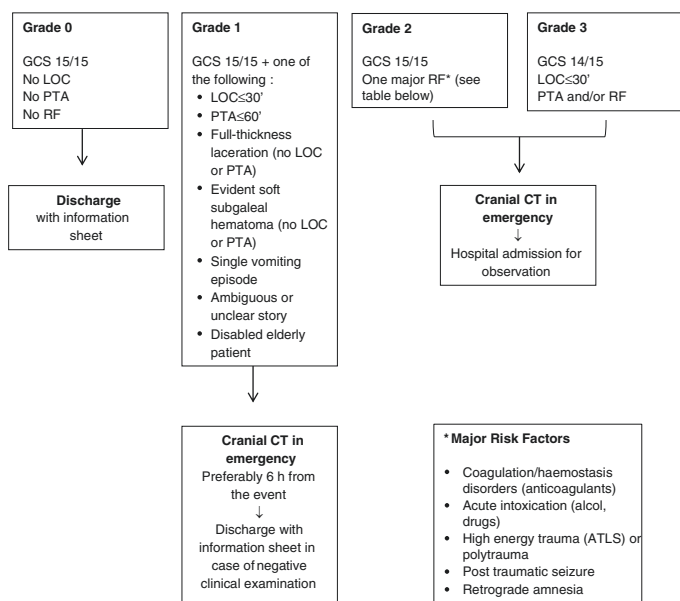 Grade 0
GCS 15/15
No LOC
No PTA
No RF
Discharge
with information
sheet
Grade 1
GCS 15/15 + one of
the following :
• LOC≤30'
• PTA≤60'
• Full-thickness
laceration (no LOC
or PTA)
• Evident soft
subgaleal
hematoma (no LOC
or PTA)
• Single vomiting
episode
• Ambiguous or
unclear story
• Disabled elderly
patient
Cranial CT in
emergency
Preferably 6 h from
the event
↓
Discharge with
information sheet in
case of negative
clinical examination
Grade 2
GCS 15/15
One major RF* (see
table below)
Grade 3
GCS 14/15
LOC≤30'
PTA and/or RF
Cranial CT in
emergency
↓
Hospital admission for
observation
*Major Risk Factors
• Coagulation/haemostasis
disorders (anticoagulants)
• Acute intoxication (alcol,
drugs)
• High energy trauma (ATLS) or
polytrauma
• Post traumatic seizure
• Retrograde amnesia